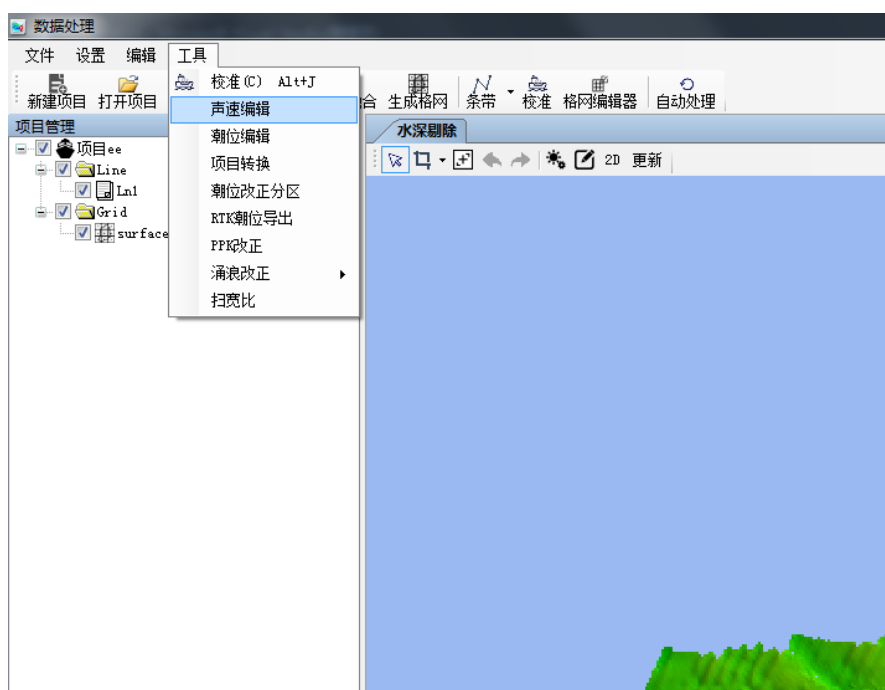 数据处理
文件 设置 编辑 工具
新建项目 打开项目 合 生成格网 条带 校准 格网编辑器 自动处理
校准(C) Alt+J
声速编辑
潮位编辑
项目转换
潮位改正分区
RTK潮位导出
PPK改正
涌浪改正
扫宽比
项目管理
项目ee
Line
Ln1
Grid
surface
水深剔除
2D 更新